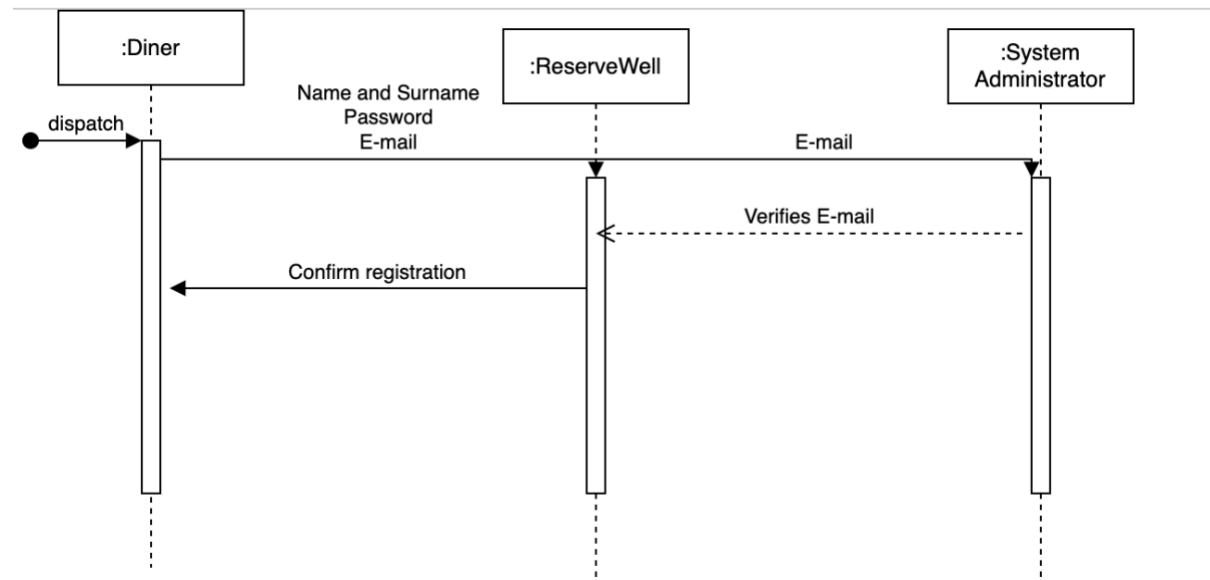 :Diner
:ReserveWell
:System
Administrator
dispatch
Name and Surname
Password
E-mail
E-mail
Verifies E-mail
Confirm registration